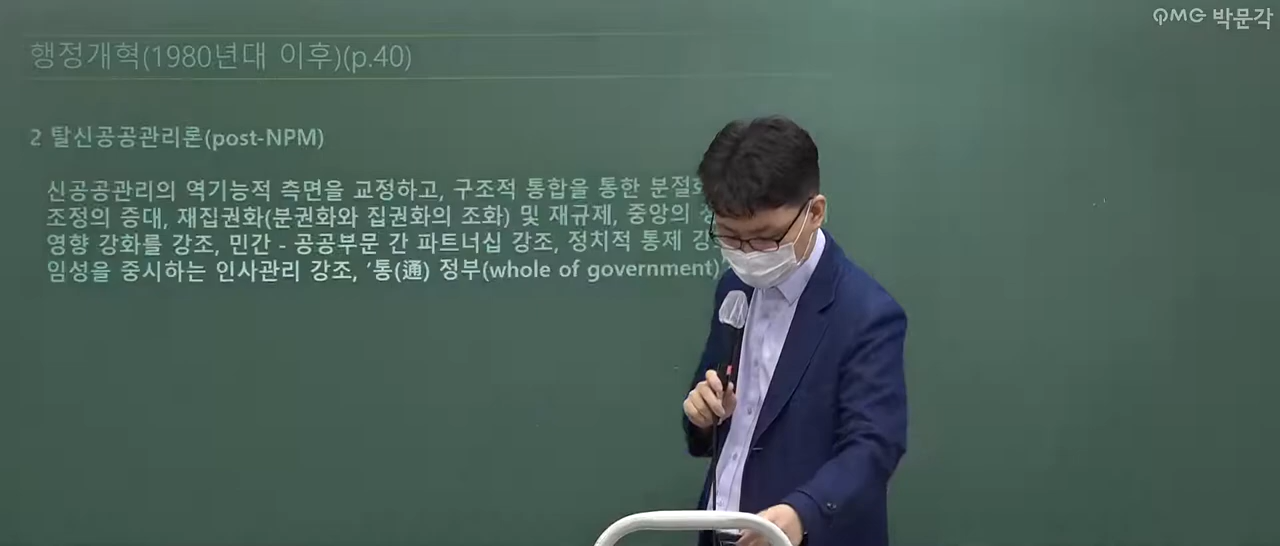 PMG 박문각
행정개혁(1980년대 이후)(p.40)
2 탈신공공관리론(post-NPM)
신공공관리의 역기능적 측면을 교정하고, 구조적 통합을 통한
조정의 증대, 재집권화(분권화와 집권화의 조화) 및 재규제, 중앙의
영향 강화를 강조, 민간 - 공공부문 간 파트너십 강조, 정치적 통제
임성을 중시하는 인사관리 강조, ‘통(通) 정부(whole of government)